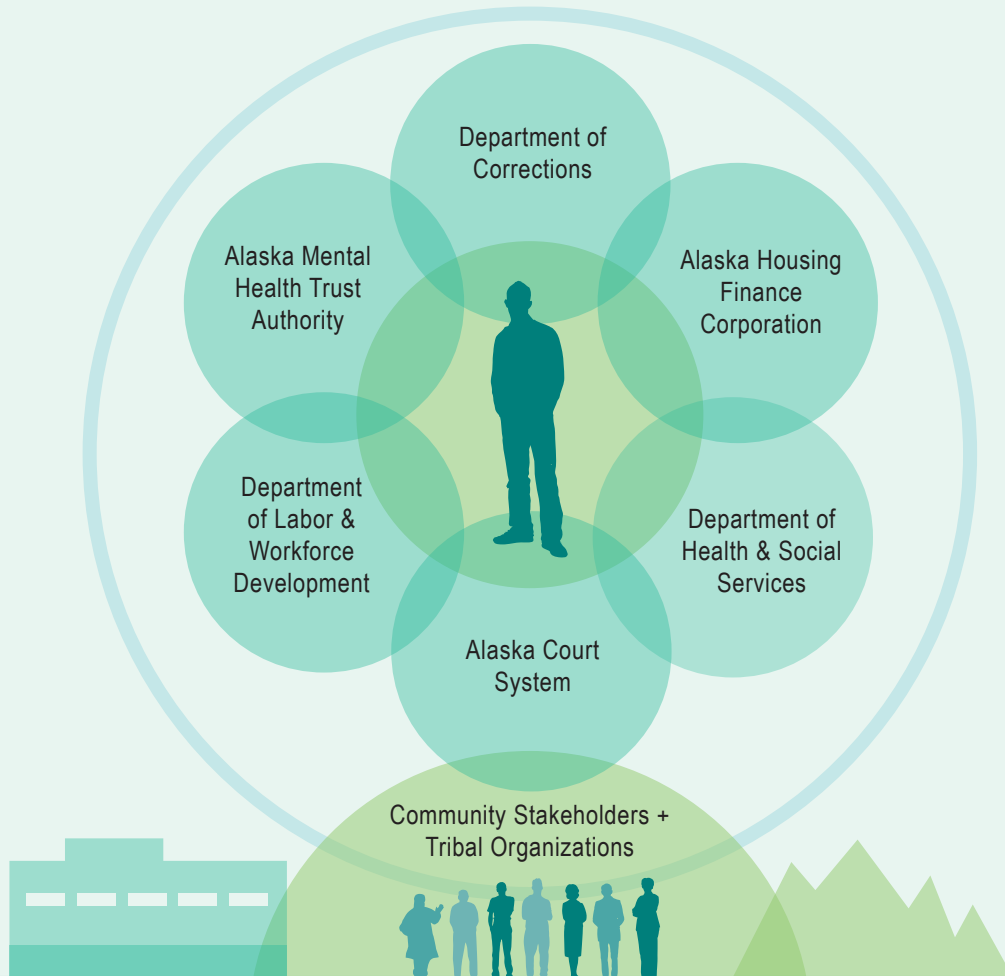 Department of
Corrections
Alaska Mental
Health Trust
Authority
Alaska Housing
Finance
Corporation
Department
of Labor &
Workforce
Development
Department of
Health & Social
Services
Alaska Court
System
Community Stakeholders +
Tribal Organizations